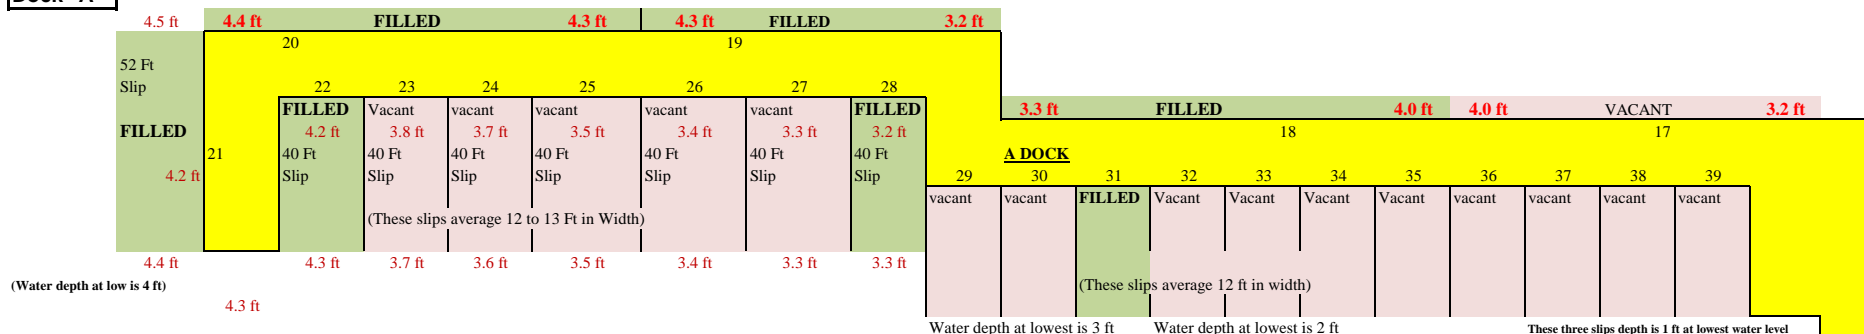 Dock "A"
4.5 ft 4.4 ft FILLED 4.3 ft 4.3 ft FILLED 3.2 ft
20 19
52 Ft
Slip 22 23 24 25 26 27 28
FILLED Vacant vacant vacant vacant vacant FILLED 3.3 ft FILLED 4.0 ft 4.0 ft VACANT 3.2 ft
FILLED 4.2 ft 3.8 ft 3.7 ft 3.5 ft 3.4 ft 3.3 ft 3.2 ft 18 17
21 40 Ft 40 Ft 40 Ft 40 Ft 40 Ft 40 Ft 40 Ft A DOCK
4.2 ft Slip Slip Slip Slip Slip Slip Slip 29 30 31 32 33 34 35 36 37 38 39
vacant vacant FILLED Vacant Vacant Vacant Vacant vacant vacant vacant vacant
(These slips average 12 to 13 Ft in Width)
4.4 ft 4.3 ft 3.7 ft 3.6 ft 3.5 ft 3.4 ft 3.3 ft 3.3 ft
(Water depth at low is 4 ft) (These slips average 12 ft in width)
4.3 ft
Water depth at lowest is 3 ft Water depth at lowest is 2 ft These three slips depth is 1 ft at lowest water level